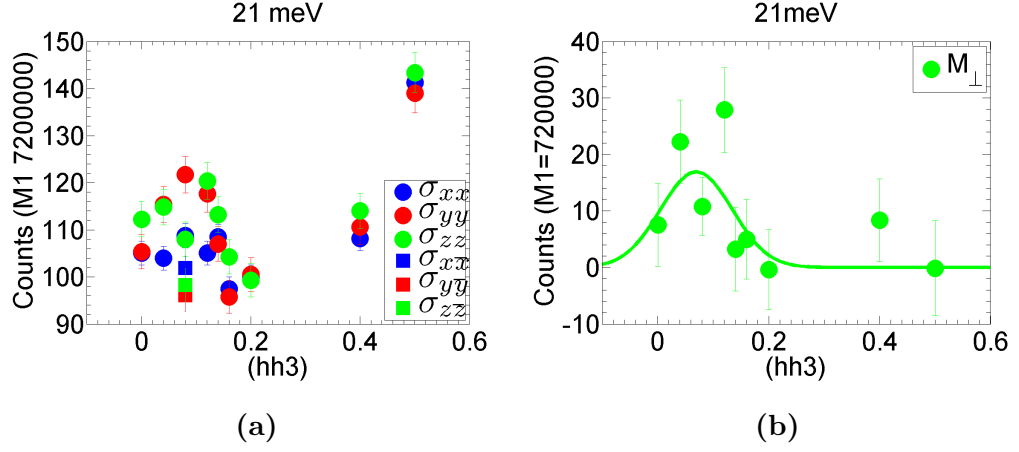 21 meV
Counts (M1 7200000)
150
140
130
120
110
100
90
0
0.2
0.4
0.6
(hh3)
σxx
σyy
σzz
σxx̅
σyy̅
σzz̅
(a)
21meV
Counts (M1=7200000)
40
30
20
10
0
-10
0
0.2
0.4
0.6
(hh3)
M⊥
(b)